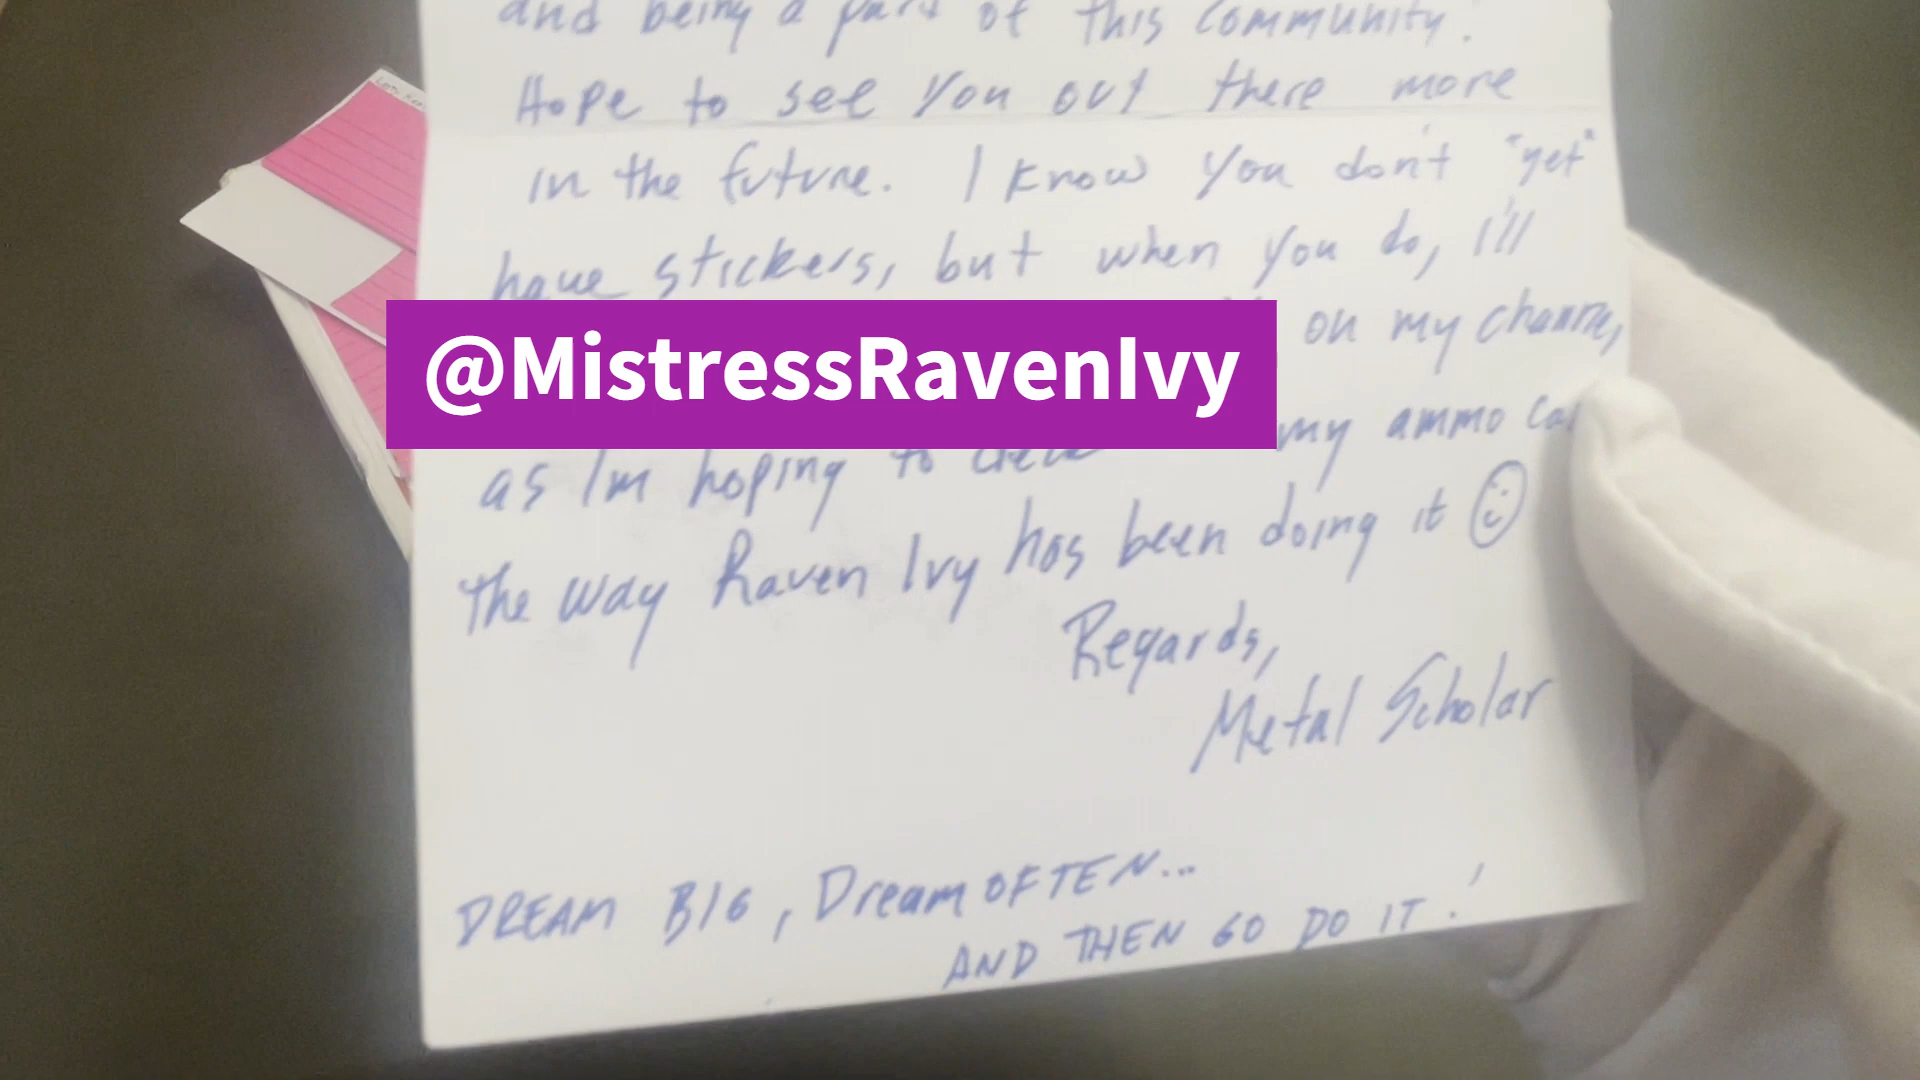 and being a part of this community!
Hope to see you out there more
in the future. I know you don't "yet"
have stickers, but when you do, I'll
on my channel,
@MistressRavenIvy
as I'm hoping to my ammo
the way Raven Ivy has been doing it
Regards,
Metal Scholar
DREAM BIG, Dream OFTEN...
AND THEN GO DO IT!